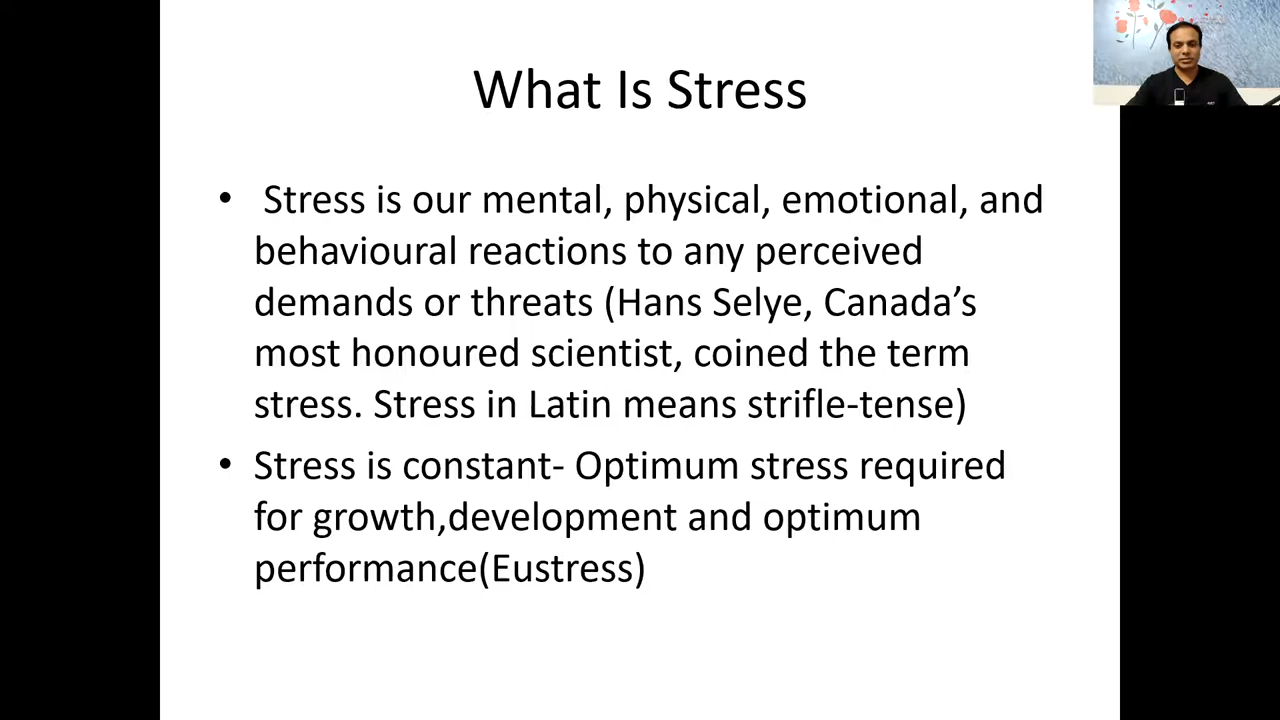 What Is Stress
• Stress is our mental, physical, emotional, and
behavioural reactions to any perceived
demands or threats (Hans Selye, Canada’s
most honoured scientist, coined the term
stress. Stress in Latin means strifle-tense)
• Stress is constant- Optimum stress required
for growth,development and optimum
performance(Eustress)